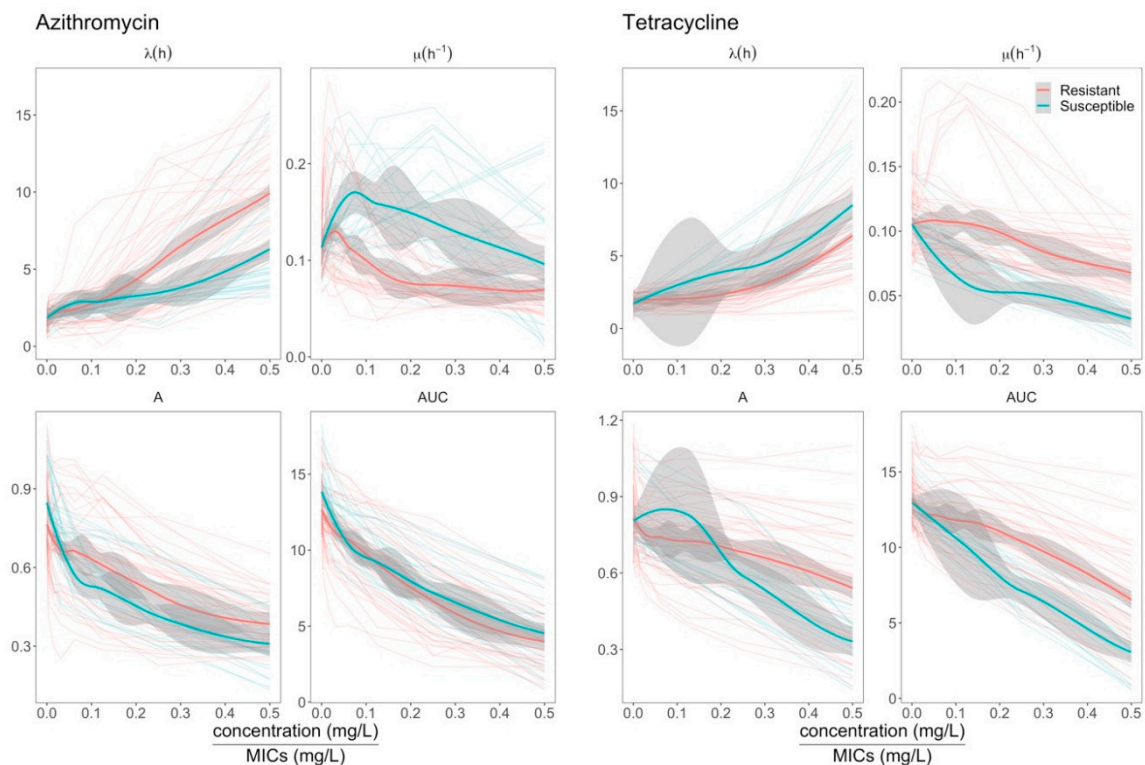 Azithromycin
Tetracycline
λ(h)
μ(h⁻¹)
λ(h)
μ(h⁻¹)
15
10
5
0
0.2
0.1
0.0
15
10
5
0
0.20
0.15
0.10
0.05
Resistant
Susceptible
0.0 0.1 0.2 0.3 0.4 0.5
0.0 0.1 0.2 0.3 0.4 0.5
0.0 0.1 0.2 0.3 0.4 0.5
0.0 0.1 0.2 0.3 0.4 0.5
A
AUC
A
AUC
0.9
0.6
0.3
15
10
5
0
1.2
0.9
0.6
0.3
15
10
5
0
0.0 0.1 0.2 0.3 0.4 0.5
0.0 0.1 0.2 0.3 0.4 0.5
0.0 0.1 0.2 0.3 0.4 0.5
0.0 0.1 0.2 0.3 0.4 0.5
concentration (mg/L)
MICs (mg/L)
concentration (mg/L)
MICs (mg/L)